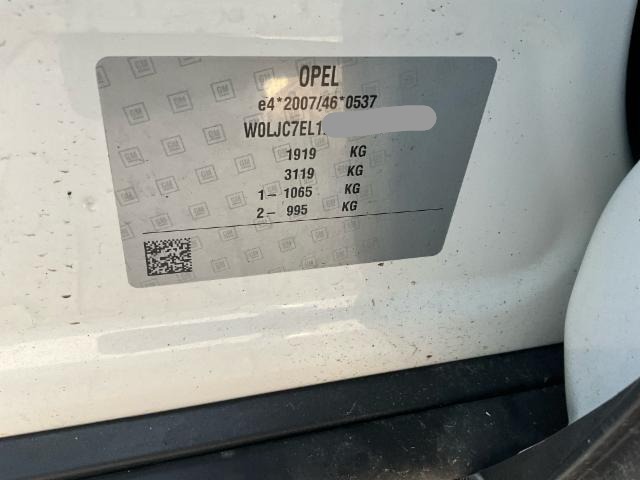 OPEL
e4*2007/46*0537
W0LJC7EL1
1919 KG
3119 KG
1- 1065 KG
2- 995 KG